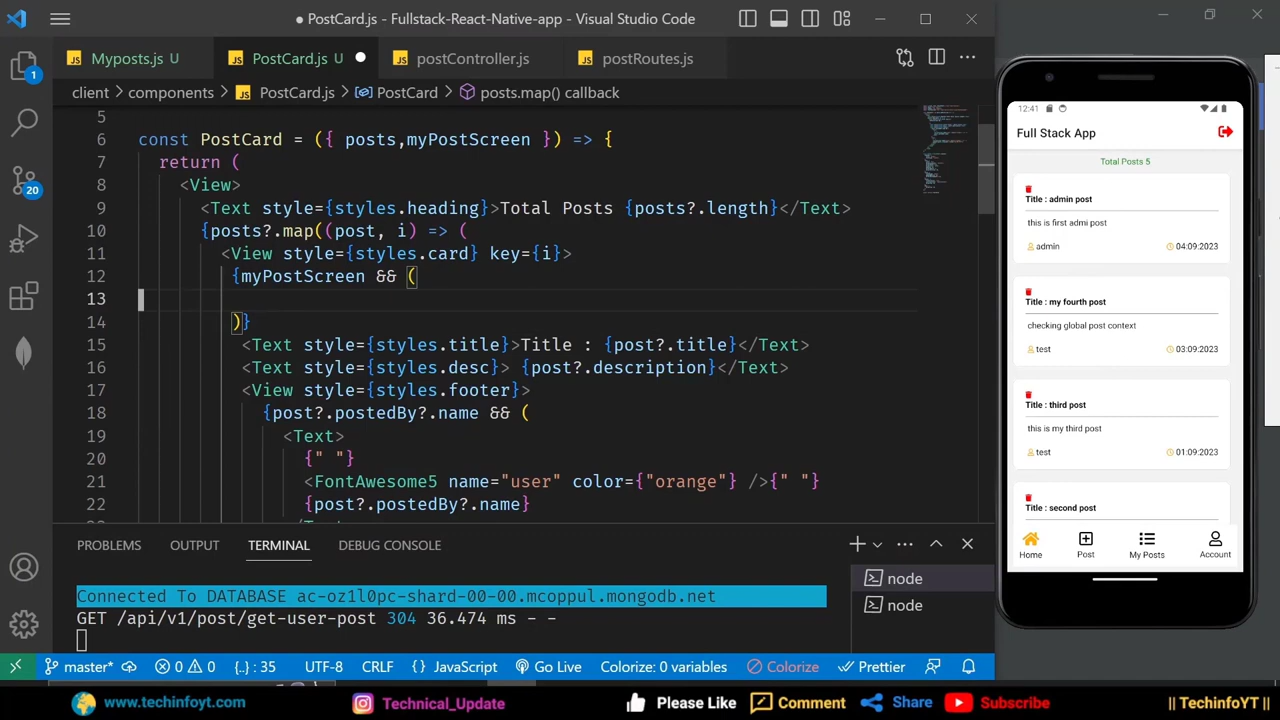 ● PostCard.js - Fullstack-React-Native-app - Visual Studio Code
JS Myposts.js U
JS PostCard.js U ●
JS postController.js
JS postRoutes.js
client > components > JS PostCard.js > PostCard > posts.map() callback
5
6 const PostCard = ({ posts,myPostScreen }) => {
7 return (
8 <View>
9 <Text style={styles.heading}>Total Posts {posts?.length}</Text>
10 {posts?.map((post, i) => (
11 <View style={styles.card} key={i}>
12 {myPostScreen && (
13
14 )}
15 <Text style={styles.title}>Title : {post?.title}</Text>
16 <Text style={styles.desc}> {post?.description}</Text>
17 <View style={styles.footer}>
18 {post?.postedBy?.name && (
19 <Text>
20 {" "}
21 <FontAwesome5 name="user" color={"orange"} />{" "}
22 {post?.postedBy?.name}
1
20
PROBLEMS OUTPUT TERMINAL DEBUG CONSOLE
Connected To DATABASE ac-oz1l0pc-shard-00-00.mcoppul.mongodb.net
GET /api/v1/post/get-user-post 304 36.474 ms - -
node
node
master* 0 0 {..} : 35 UTF-8 CRLF {} JavaScript Go Live Colorize: 0 variables Colorize Prettier
12:41
Full Stack App
Total Posts 5
Title : admin post
this is first admi post
admin 04:09:2023
Title : my fourth post
checking global post context
test 03:09:2023
Title : third post
this is my third post
test 01:09:2023
Title : second post
Home Post My Posts Account
www.techinfoyt.com Technical_Update Please Like Comment Share Subscribe || TechinfoYT ||